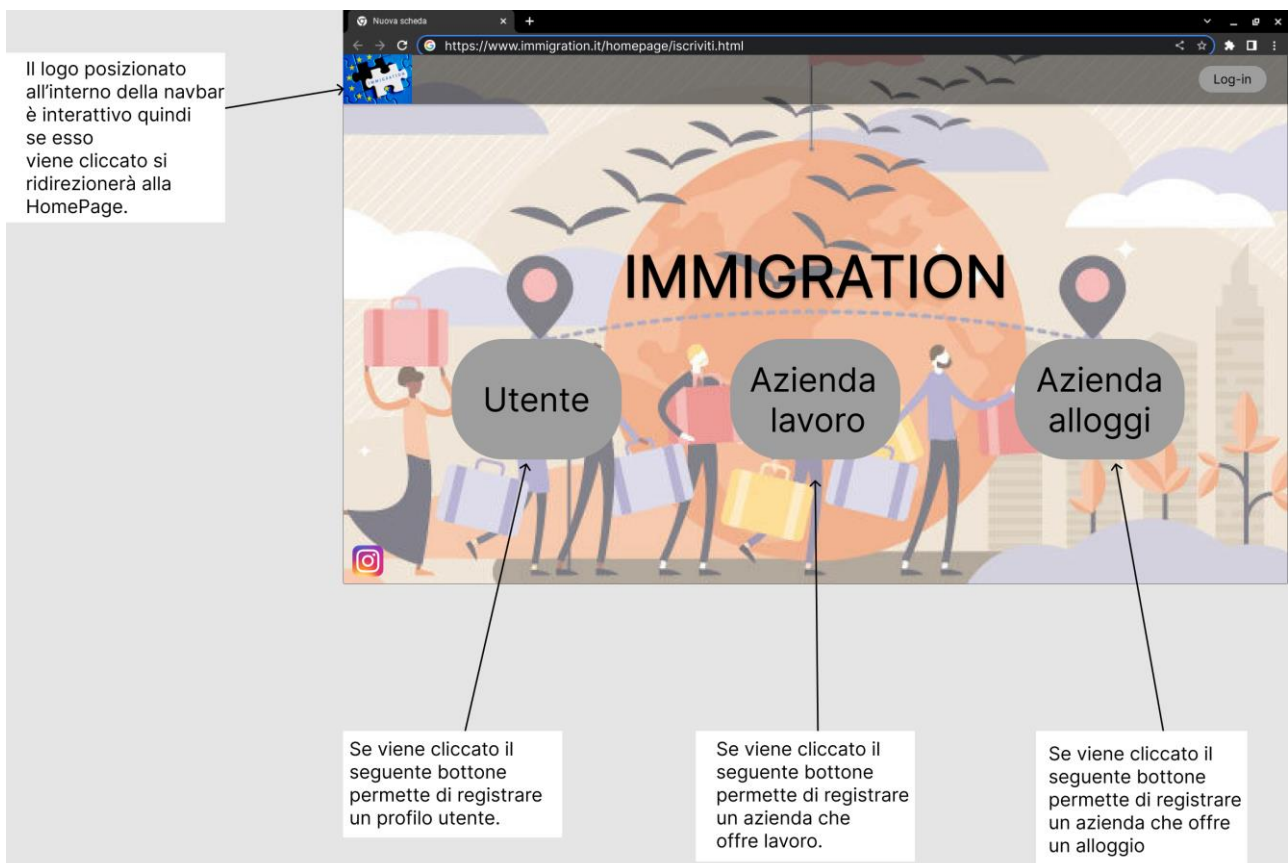 Nuova scheda
https://www.immigration.it/homepage/iscriviti.html
Il logo posizionato
all'interno della navbar
è interattivo quindi
se esso
viene cliccato si
ridirezionerà alla
HomePage.
IMMIGRATION
Log-in
IMMIGRATION
Utente
Azienda
lavoro
Azienda
alloggi
Se viene cliccato il
seguente bottone
permette di registrare
un profilo utente.
Se viene cliccato il
seguente bottone
permette di registrare
un azienda che
offre lavoro.
Se viene cliccato il
seguente bottone
permette di registrare
un azienda che offre
un alloggio